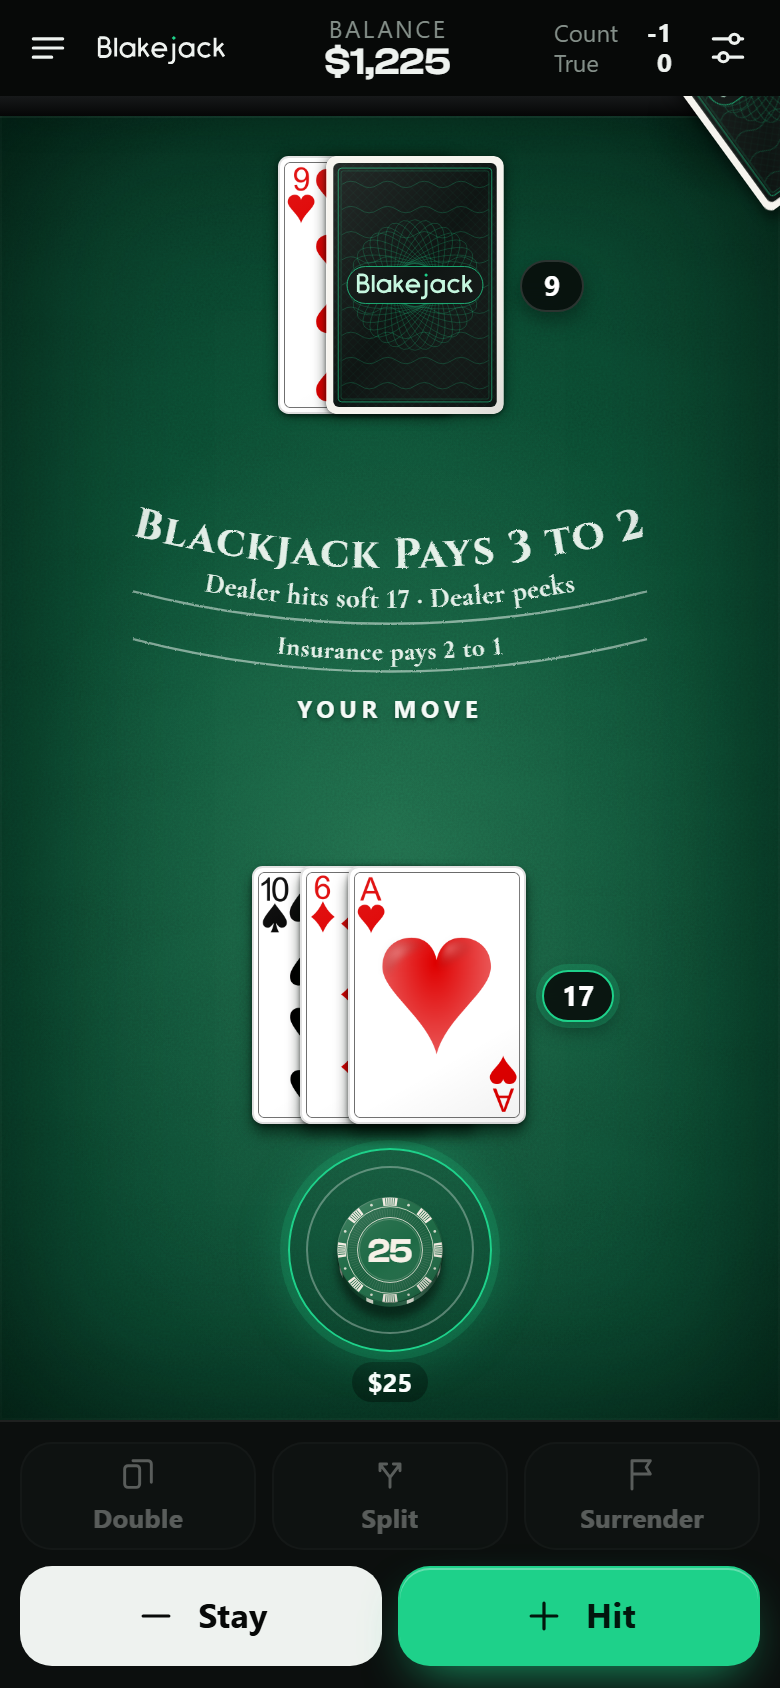 Blakejack
BALANCE
$1,225
Count -1
True 0
9
Blakejack
9
BLACKJACK PAYS 3 TO 2
Dealer hits soft 17 · Dealer peeks
Insurance pays 2 to 1
YOUR MOVE
10
6
A
17
A
25
$25
Double
Split
Surrender
Stay
Hit